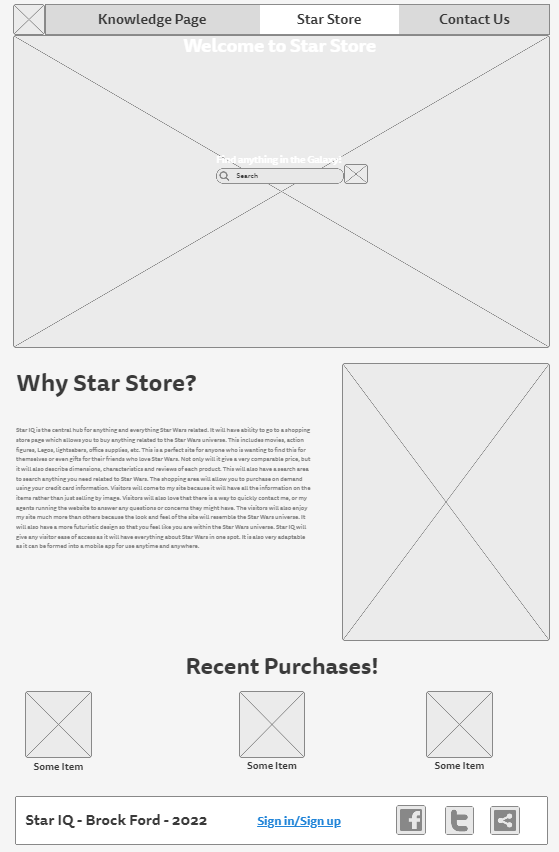 Knowledge Page Star Store Contact Us
Welcome to Star Store
Find anything in the Galaxy!
Search
Why Star Store?
Star IQ is the central hub for anything and everything Star Wars related. It will have ability to go to a shopping
store page which allows you to buy anything related to the Star Wars universe. This includes movies, action
figures, Legos, lightsabers, office supplies, etc. This is a perfect site for anyone who is wanting to find this for
themselves or even gifts for their friends who love Star Wars. Not only will it give a very comparable price, but
it will also describe dimensions, characteristics and reviews of each product. This will also have a search area
to search anything you need related to Star Wars. The shopping area will allow you to purchase on demand
using your credit card information. Visitors will come to my site because it will have all the information on the
items rather than just selling by image. Visitors will also love that there is a way to quickly contact me, or my
agents running the website to answer any questions or concerns they might have. The visitors will also enjoy
my site much more than others because the look and feel of the site will resemble the Star Wars universe. It
will also have a more futuristic design so that you feel like you are within the Star Wars universe. Star IQ will
give any visitor ease of access as it will have everything about Star Wars in one spot. It is also very adaptable
as it can be formed into a mobile app for use anytime and anywhere.
Recent Purchases!
Some Item Some Item Some Item
Star IQ - Brock Ford - 2022 Sign in/Sign up